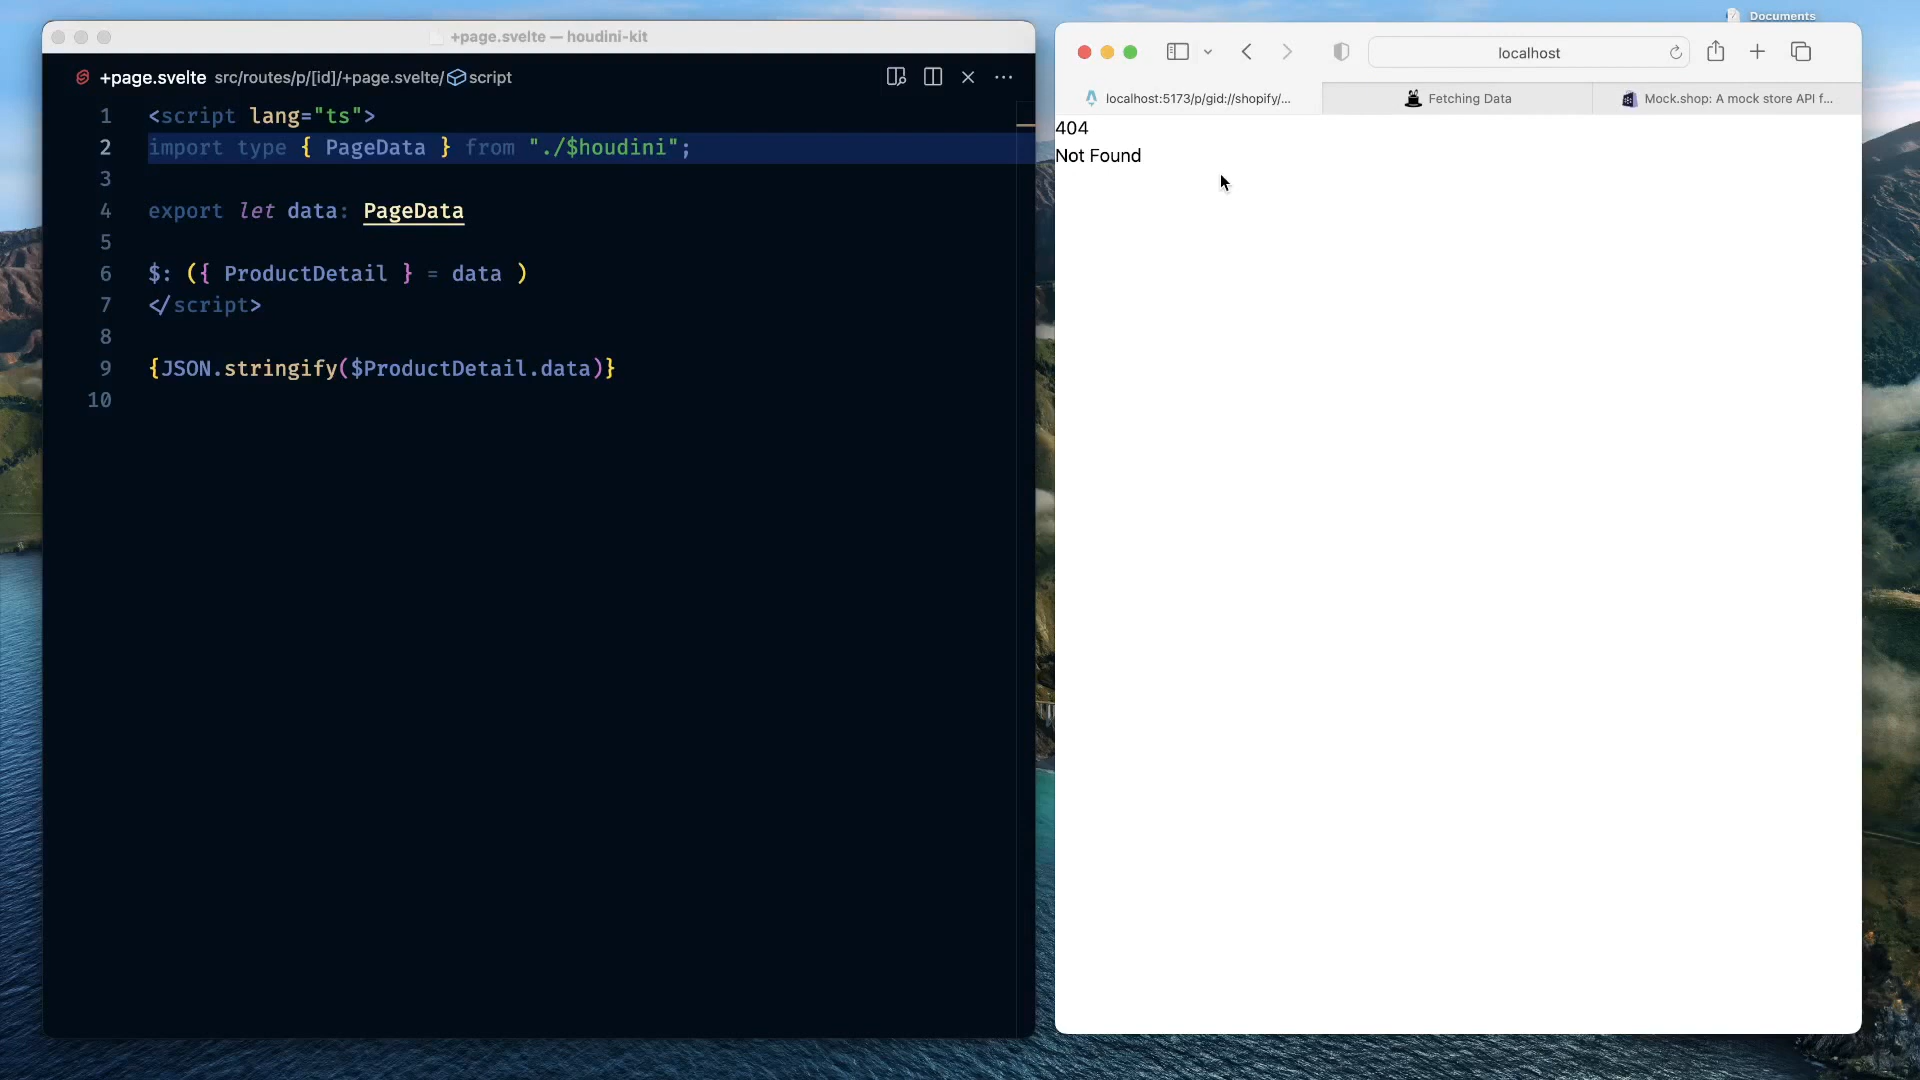 Documents
+page.svelte — houdini-kit
+page.svelte src/routes/p/[id]/+page.svelte/ script
1 <script lang="ts">
2 import type { PageData } from "./$houdini";
3
4 export let data: PageData
5
6 $: ({ ProductDetail } = data )
7 </script>
8
9 {JSON.stringify($ProductDetail.data)}
10
localhost
localhost:5173/p/gid://shopify/...
Fetching Data
Mock.shop: A mock store API f...
404
Not Found